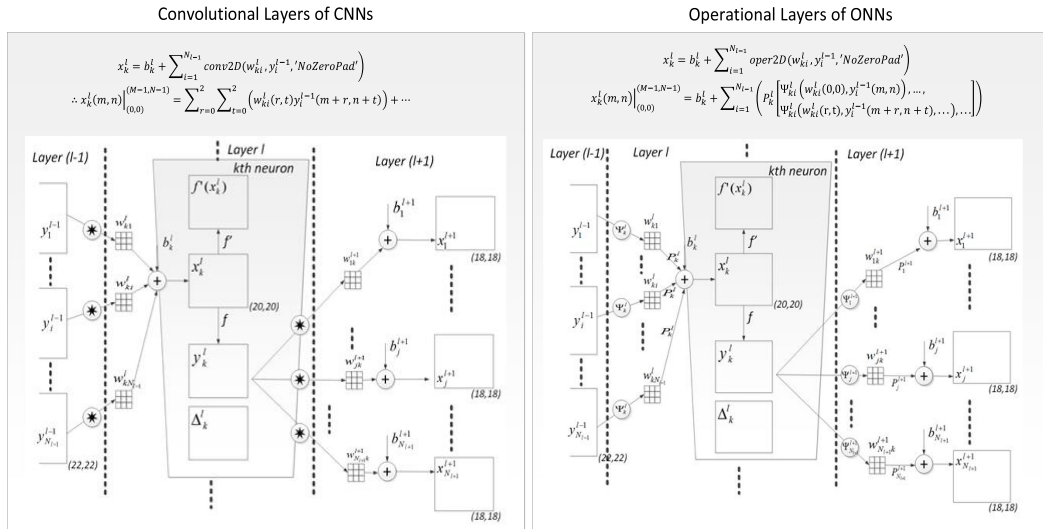 Convolutional Layers of CNNs
x_k^l = b_k^l + ∑_{i=1}^{N_{l-1}} conv2D(w_{ki}^l, y_i^{l-1}, 'NoZeroPad')
∴ x_k^l(m,n)|_{(0,0)}^{(M-1,N-1)} = ∑_{r=0}^{2} ∑_{t=0}^{2} (w_{ki}^l(r,t)y_i^{l-1}(m+r,n+t)) + ⋯
Layer (l-1)
Layer l
kth neuron
Layer (l+1)
y_1^{l-1}
y_i^{l-1}
y_{N_{l-1}}^{l-1}
(22,22)
w_{k1}^l
w_{ki}^l
w_{kN_{l-1}}^l
b_k^l
+
f'(x_k^l)
f'
x_k^l
(20,20)
f
y_k^l
Δ_k^l
w_{1k}^{l+1}
b_1^{l+1}
+
x_1^{l+1}
(18,18)
w_{jk}^{l+1}
b_j^{l+1}
+
x_j^{l+1}
(18,18)
w_{N_{l+1}k}^{l+1}
b_{N_{l+1}}^{l+1}
+
x_{N_{l+1}}^{l+1}
(18,18)
Operational Layers of ONNs
x_k^l = b_k^l + ∑_{i=1}^{N_{l-1}} oper2D(w_{ki}^l, y_i^{l-1}, 'NoZeroPad')
x_k^l(m,n)|_{(0,0)}^{(M-1,N-1)} = b_k^l + ∑_{i=1}^{N_{l-1}} (P_k^l [Ψ_{ki}^l(w_{ki}^l(0,0), y_i^{l-1}(m,n)), ...,
Ψ_{ki}^l(w_{ki}^l(r,t), y_i^{l-1}(m+r,n+t), ...), ...])
Layer (l-1)
Layer l
kth neuron
Layer (l+1)
y_1^{l-1}
y_i^{l-1}
y_{N_{l-1}}^{l-1}
(22,22)
Ψ_k^l
Ψ_k^l
Ψ_k^l
w_{k1}^l
w_{ki}^l
w_{kN_{l-1}}^l
P_k^l
P_k^l
P_k^l
b_k^l
+
f'(x_k^l)
f'
x_k^l
(20,20)
f
y_k^l
Δ_k^l
Ψ_1^{l+1}
w_{1k}^{l+1}
P_1^{l+1}
b_1^{l+1}
+
x_1^{l+1}
(18,18)
Ψ_j^{l+1}
w_{jk}^{l+1}
P_j^{l+1}
b_j^{l+1}
+
x_j^{l+1}
(18,18)
Ψ_{N_{l+1}}^{l+1}
w_{N_{l+1}k}^{l+1}
P_{N_{l+1}}^{l+1}
b_{N_{l+1}}^{l+1}
+
x_{N_{l+1}}^{l+1}
(18,18)